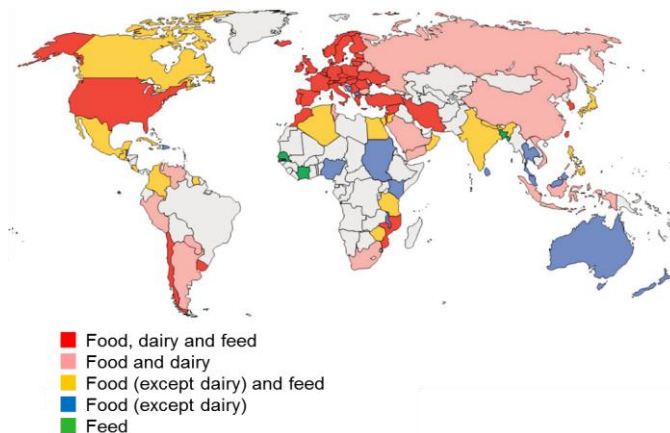 Food, dairy and feed
Food and dairy
Food (except dairy) and feed
Food (except dairy)
Feed